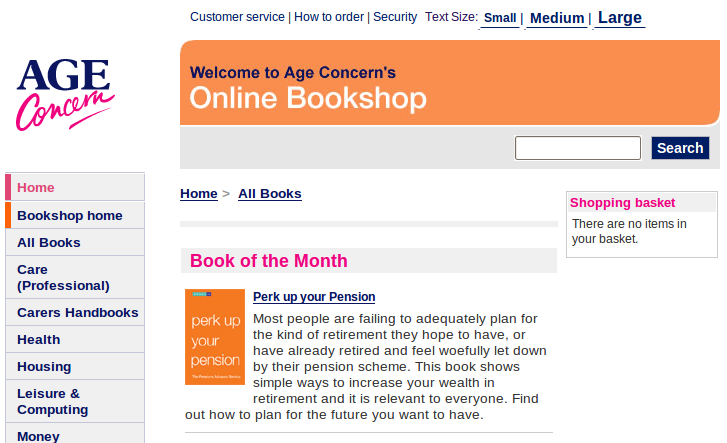 Customer service | How to order | Security Text Size: Small | Medium | Large
AGE
Concern
Welcome to Age Concern's
Online Bookshop
Search
Home
Bookshop home
All Books
Care
(Professional)
Carers Handbooks
Health
Housing
Leisure &
Computing
Money
Home > All Books
Book of the Month
perk up
your
pension
Perk up your Pension
Most people are failing to adequately plan for
the kind of retirement they hope to have, or
have already retired and feel woefully let down
by their pension scheme. This book shows
simple ways to increase your wealth in
retirement and it is relevant to everyone. Find
out how to plan for the future you want to have.
Shopping basket
There are no items in
your basket.